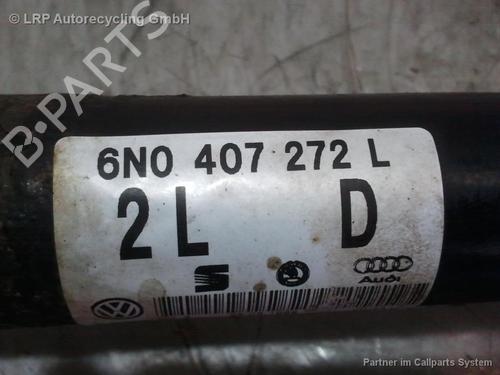 © LRP Autorecycling GmbH
B-PARTS
6N0 407 272 L
2L D
Audi
Partner im Callparts System